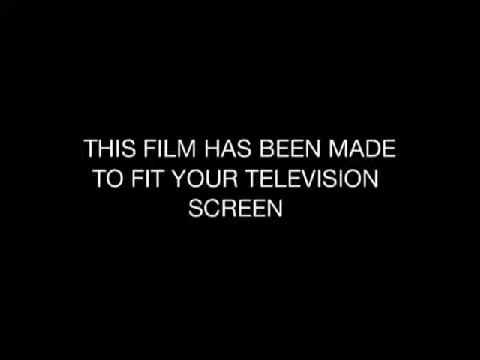 THIS FILM HAS BEEN MADE
TO FIT YOUR TELEVISION
SCREEN